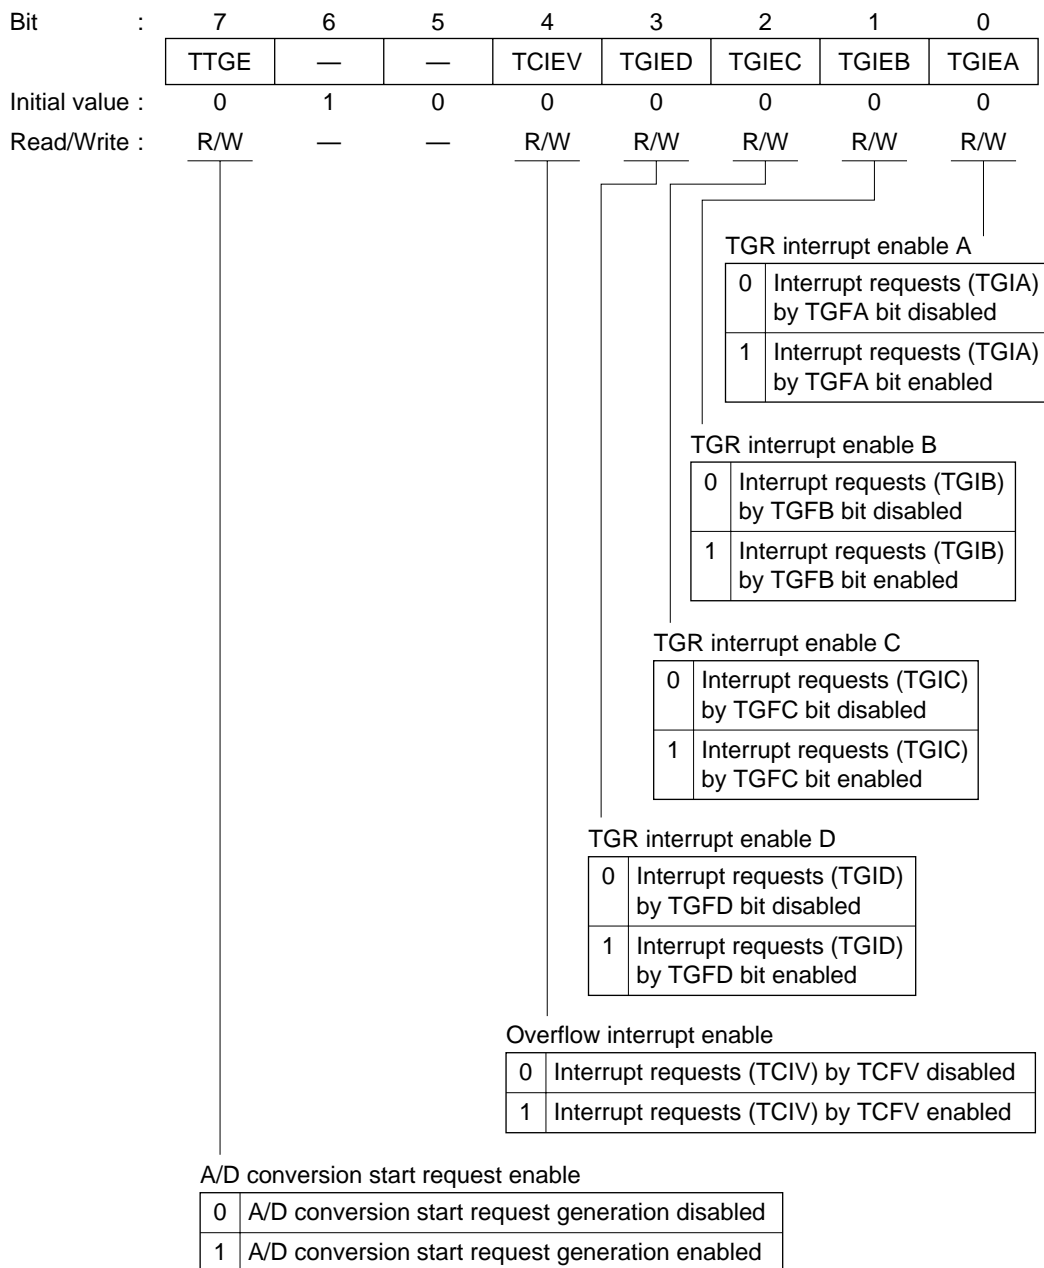 Bit : 7 6 5 4 3 2 1 0
TTGE — — TCIEV TGIED TGIEC TGIEB TGIEA
Initial value : 0 1 0 0 0 0 0 0
Read/Write : R/W — — R/W R/W R/W R/W R/W
TGR interrupt enable A
0 Interrupt requests (TGIA)
by TGFA bit disabled
1 Interrupt requests (TGIA)
by TGFA bit enabled
TGR interrupt enable B
0 Interrupt requests (TGIB)
by TGFB bit disabled
1 Interrupt requests (TGIB)
by TGFB bit enabled
TGR interrupt enable C
0 Interrupt requests (TGIC)
by TGFC bit disabled
1 Interrupt requests (TGIC)
by TGFC bit enabled
TGR interrupt enable D
0 Interrupt requests (TGID)
by TGFD bit disabled
1 Interrupt requests (TGID)
by TGFD bit enabled
Overflow interrupt enable
0 Interrupt requests (TCIV) by TCFV disabled
1 Interrupt requests (TCIV) by TCFV enabled
A/D conversion start request enable
0 A/D conversion start request generation disabled
1 A/D conversion start request generation enabled